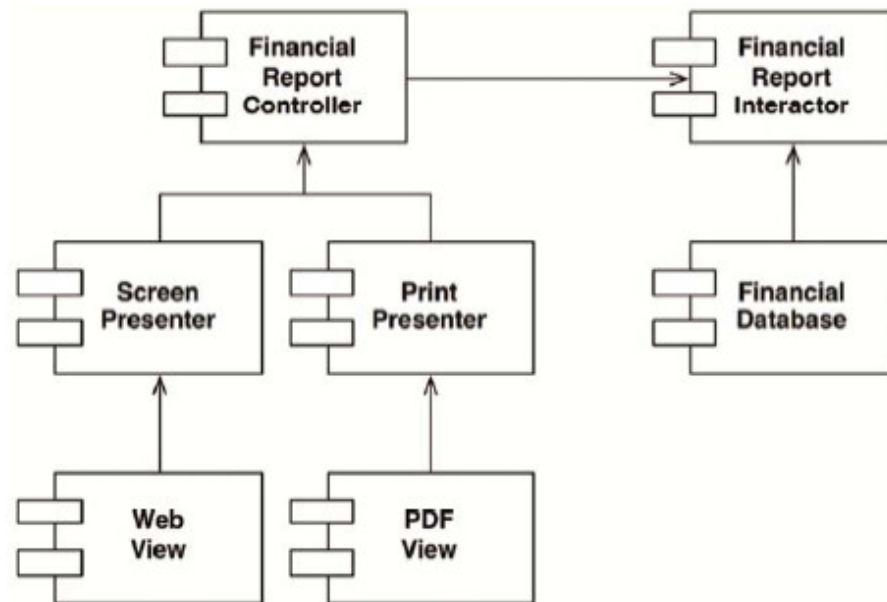 Financial
Report
Controller
Financial
Report
Interactor
Screen
Presenter
Print
Presenter
Financial
Database
Web
View
PDF
View